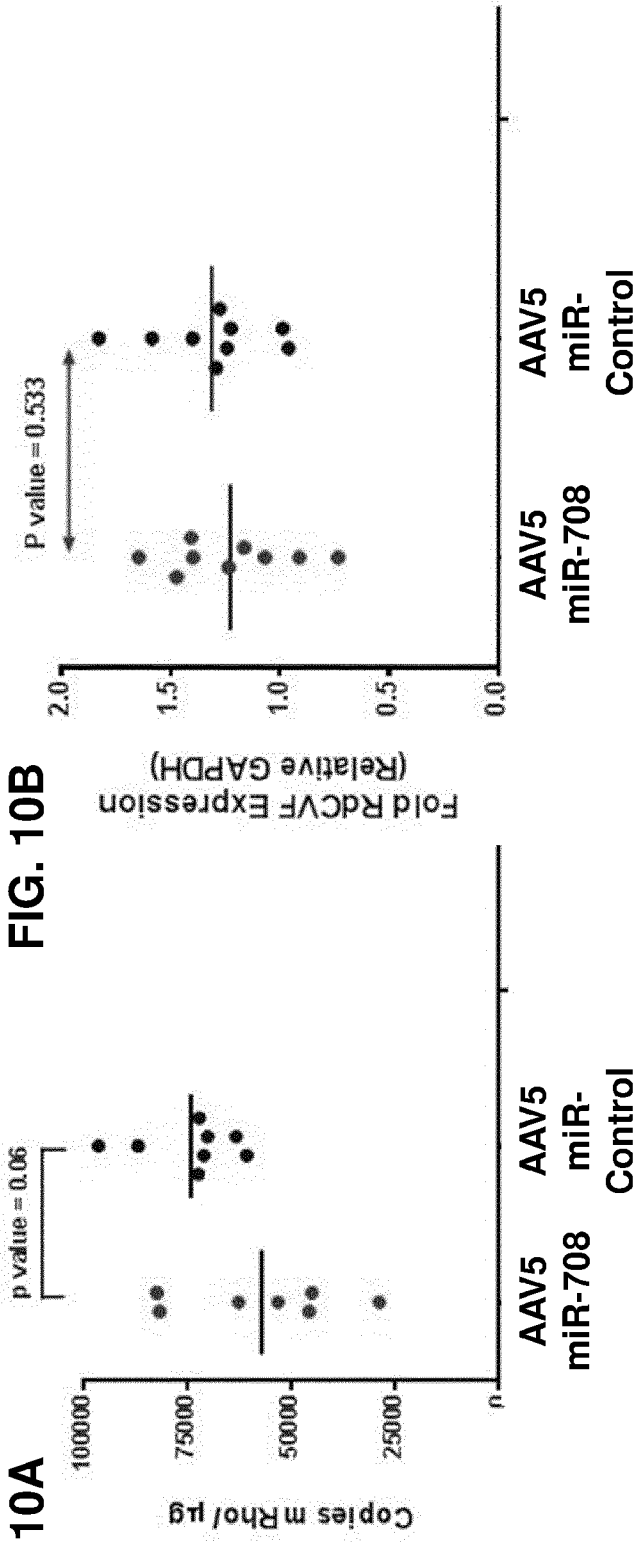 10A
p value = 0.06
Copies mRho/ µg
100000
75000
50000
25000
0
AAV5
miR-708
AAV5
miR-
Control
FIG. 10B
P value = 0.533
Fold RdCVF Expression
(Relative GAPDH)
2.0
1.5
1.0
0.5
0.0
AAV5
miR-708
AAV5
miR-
Control